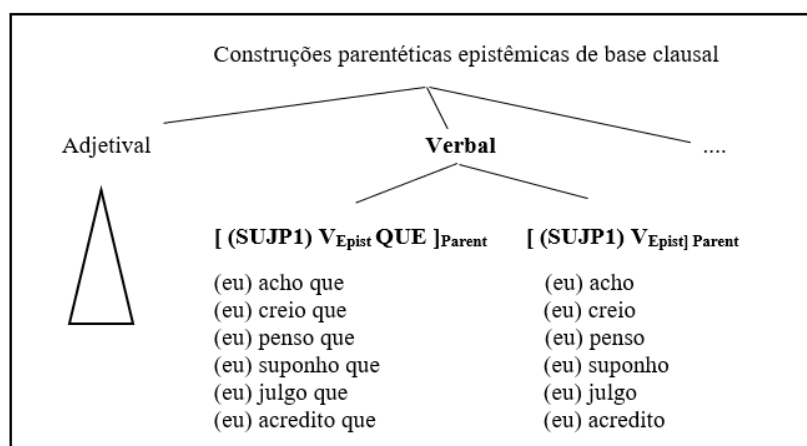 Construções parentéticas epistêmicas de base clausal
Adjetival Verbal ....
[ (SUJP1) VEpist QUE ]Parent [ (SUJP1) VEpist] Parent
(eu) acho que (eu) acho
(eu) creio que (eu) creio
(eu) penso que (eu) penso
(eu) suponho que (eu) suponho
(eu) julgo que (eu) julgo
(eu) acredito que (eu) acredito